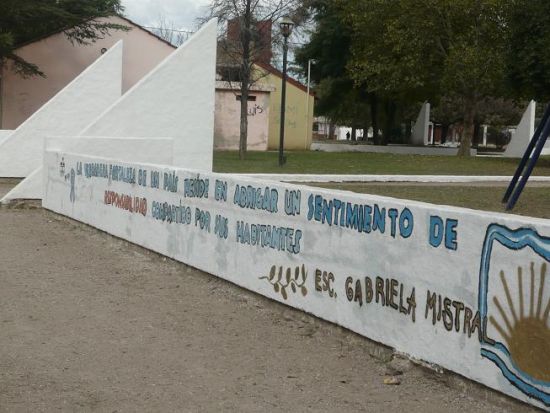 LA VERDADERA FORTALEZA DE UN PAIS RESIDE EN ABRIGAR UN SENTIMIENTO DE
RESPONSABILIDAD COMPARTIDO POR SUS HABITANTES
ESC. GABRIELA MISTRAL